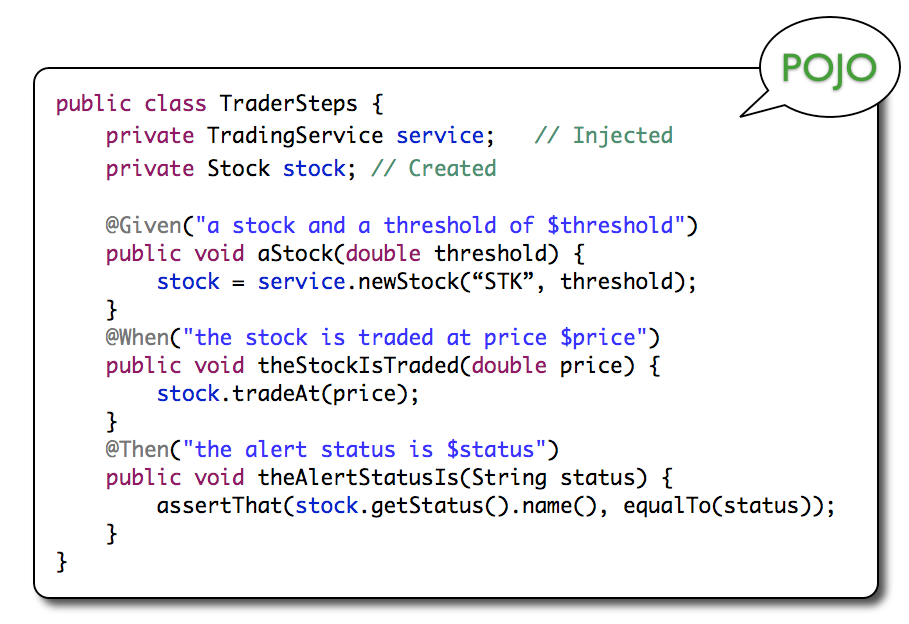 POJO
public class TraderSteps {
    private TradingService service;   // Injected
    private Stock stock; // Created

    @Given("a stock and a threshold of $threshold")
    public void aStock(double threshold) {
        stock = service.newStock(“STK”, threshold);
    }
    @When("the stock is traded at price $price")
    public void theStockIsTraded(double price) {
        stock.tradeAt(price);
    }
    @Then("the alert status is $status")
    public void theAlertStatusIs(String status) {
        assertThat(stock.getStatus().name(), equalTo(status));
    }
}